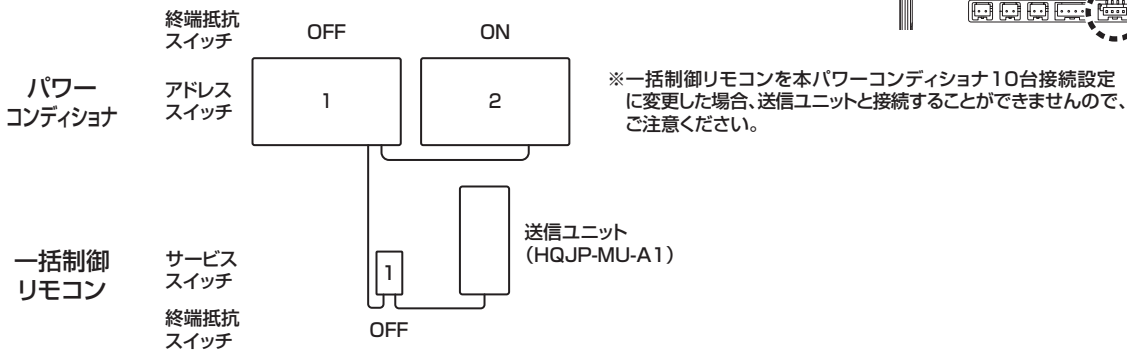 終端抵抗
スイッチ
OFF
ON
パワー
コンディショナ
アドレス
スイッチ
1
2
※一括制御リモコンを本パワーコンディショナ10台接続設定
に変更した場合、送信ユニットと接続することができませんので、
ご注意ください。
送信ユニット
（HQJP-MU-A1）
一括制御
リモコン
サービス
スイッチ
1
終端抵抗
スイッチ
OFF